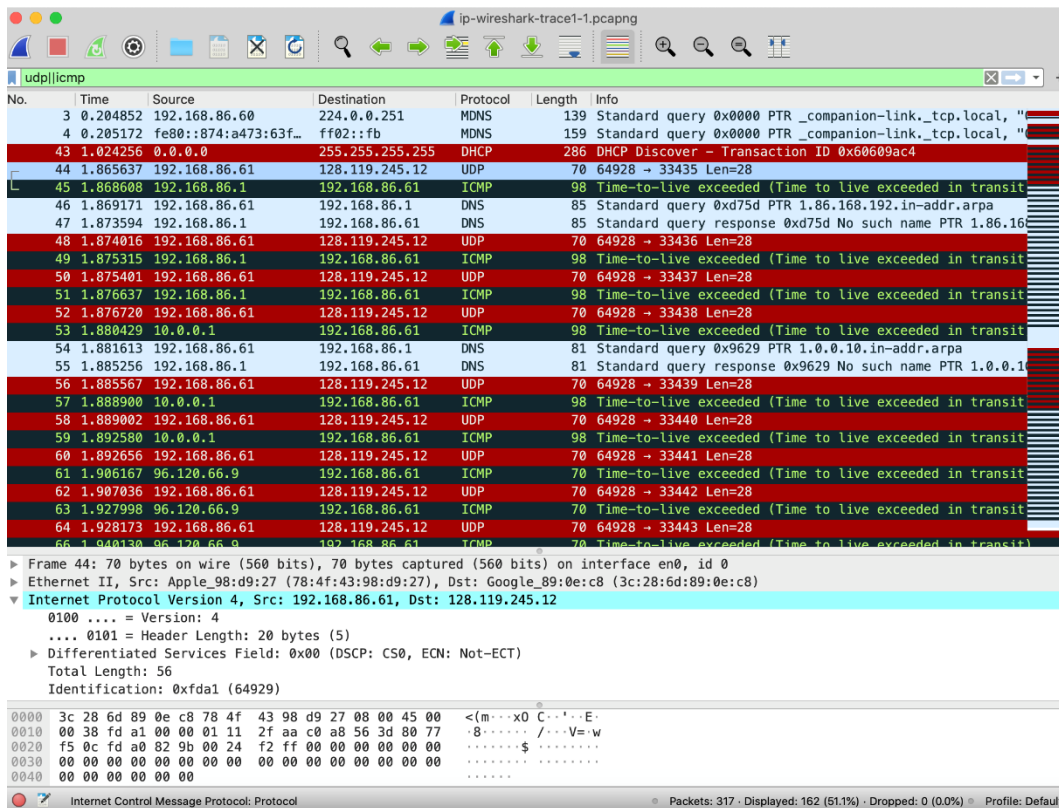 ip-wireshark-trace1-1.pcapng
udp||icmp
No. Time Source Destination Protocol Length Info
3 0.204852 192.168.86.60 224.0.0.251 MDNS 139 Standard query 0x0000 PTR _companion-link._tcp.local, "
4 0.205172 fe80::874:a473:63f… ff02::fb MDNS 159 Standard query 0x0000 PTR _companion-link._tcp.local, "
43 1.024256 0.0.0.0 255.255.255.255 DHCP 286 DHCP Discover – Transaction ID 0x60609ac4
44 1.865637 192.168.86.61 128.119.245.12 UDP 70 64928 → 33435 Len=28
45 1.868608 192.168.86.1 192.168.86.61 ICMP 98 Time-to-live exceeded (Time to live exceeded in transit
46 1.869171 192.168.86.61 192.168.86.1 DNS 85 Standard query 0xd75d PTR 1.86.168.192.in-addr.arpa
47 1.873594 192.168.86.1 192.168.86.61 DNS 85 Standard query response 0xd75d No such name PTR 1.86.16
48 1.874016 192.168.86.61 128.119.245.12 UDP 70 64928 → 33436 Len=28
49 1.875315 192.168.86.1 192.168.86.61 ICMP 98 Time-to-live exceeded (Time to live exceeded in transit
50 1.875401 192.168.86.61 128.119.245.12 UDP 70 64928 → 33437 Len=28
51 1.876637 192.168.86.1 192.168.86.61 ICMP 98 Time-to-live exceeded (Time to live exceeded in transit
52 1.876720 192.168.86.61 128.119.245.12 UDP 70 64928 → 33438 Len=28
53 1.880429 10.0.0.1 192.168.86.61 ICMP 98 Time-to-live exceeded (Time to live exceeded in transit
54 1.881613 192.168.86.61 192.168.86.1 DNS 81 Standard query 0x9629 PTR 1.0.0.10.in-addr.arpa
55 1.885256 192.168.86.1 192.168.86.61 DNS 81 Standard query response 0x9629 No such name PTR 1.0.0.1
56 1.885567 192.168.86.61 128.119.245.12 UDP 70 64928 → 33439 Len=28
57 1.888900 10.0.0.1 192.168.86.61 ICMP 98 Time-to-live exceeded (Time to live exceeded in transit
58 1.889002 192.168.86.61 128.119.245.12 UDP 70 64928 → 33440 Len=28
59 1.892580 10.0.0.1 192.168.86.61 ICMP 98 Time-to-live exceeded (Time to live exceeded in transit
60 1.892656 192.168.86.61 128.119.245.12 UDP 70 64928 → 33441 Len=28
61 1.906167 96.120.66.9 192.168.86.61 ICMP 70 Time-to-live exceeded (Time to live exceeded in transit
62 1.907036 192.168.86.61 128.119.245.12 UDP 70 64928 → 33442 Len=28
63 1.927998 96.120.66.9 192.168.86.61 ICMP 70 Time-to-live exceeded (Time to live exceeded in transit
64 1.928173 192.168.86.61 128.119.245.12 UDP 70 64928 → 33443 Len=28
66 1.940130 96.120.66.9 192.168.86.61 ICMP 70 Time-to-live exceeded (Time to live exceeded in transit)
Frame 44: 70 bytes on wire (560 bits), 70 bytes captured (560 bits) on interface en0, id 0
Ethernet II, Src: Apple_98:d9:27 (78:4f:43:98:d9:27), Dst: Google_89:0e:c8 (3c:28:6d:89:0e:c8)
Internet Protocol Version 4, Src: 192.168.86.61, Dst: 128.119.245.12
0100 .... = Version: 4
.... 0101 = Header Length: 20 bytes (5)
Differentiated Services Field: 0x00 (DSCP: CS0, ECN: Not-ECT)
Total Length: 56
Identification: 0xfda1 (64929)
0000 3c 28 6d 89 0e c8 78 4f 43 98 d9 27 08 00 45 00 <(m···xO C··'··E·
0010 00 38 fd a1 00 00 01 11 2f aa c0 a8 56 3d 80 77 ·8······ /···V=·w
0020 f5 0c fd a0 82 9b 00 24 f2 ff 00 00 00 00 00 00 ·······$ ········
0030 00 00 00 00 00 00 00 00 00 00 00 00 00 00 00 00 ········ ········
0040 00 00 00 00 00 00 ······
Internet Control Message Protocol: Protocol Packets: 317 · Displayed: 162 (51.1%) · Dropped: 0 (0.0%) Profile: Defaul